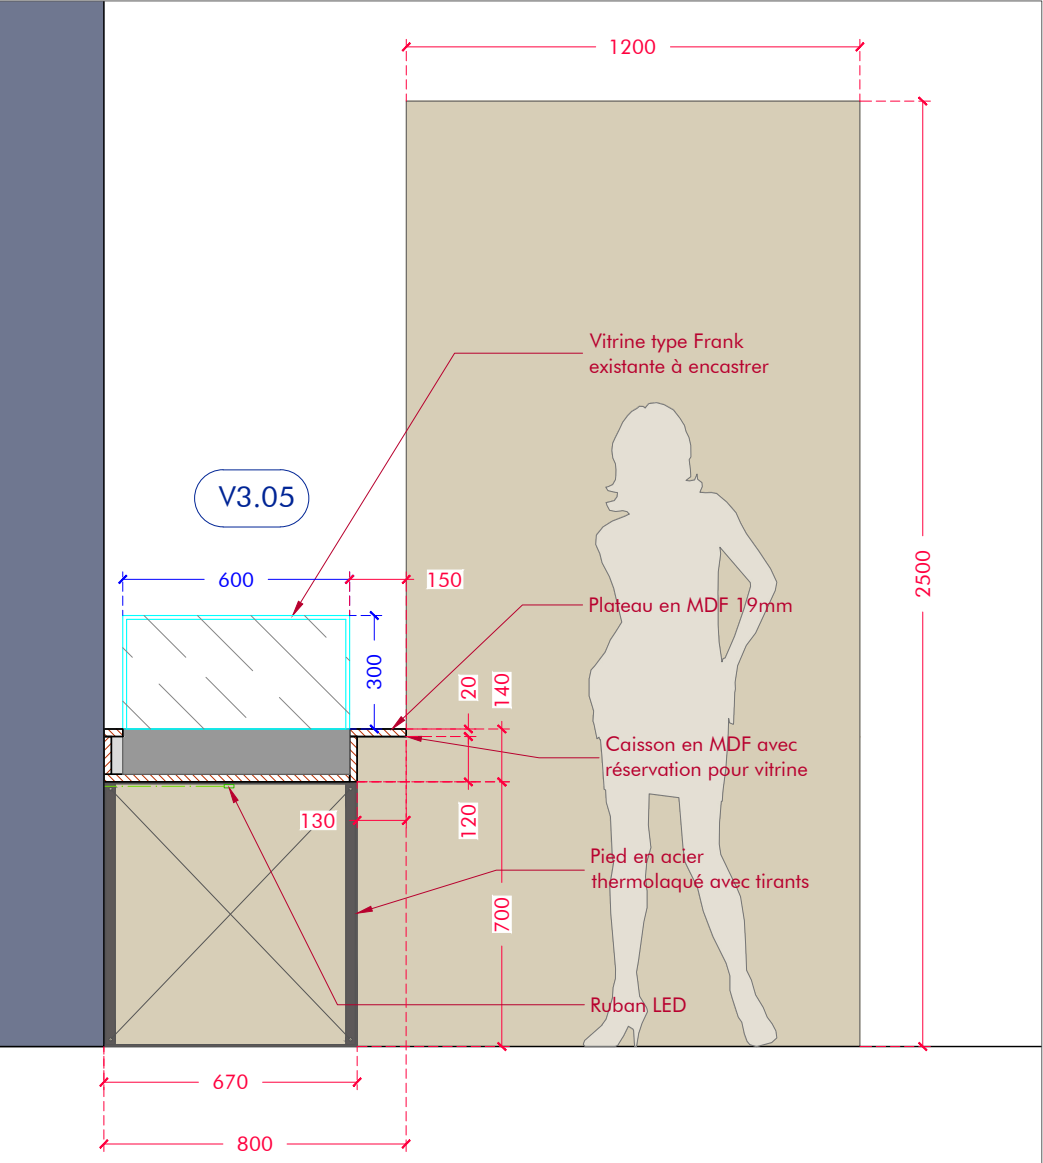 1200
Vitrine type Frank
existante à encastrer
V3.05
600
150
2500
Plateau en MDF 19mm
300
20
140
Caisson en MDF avec
réservation pour vitrine
130
120
Pied en acier
thermolaqué avec tirants
700
Ruban LED
670
800